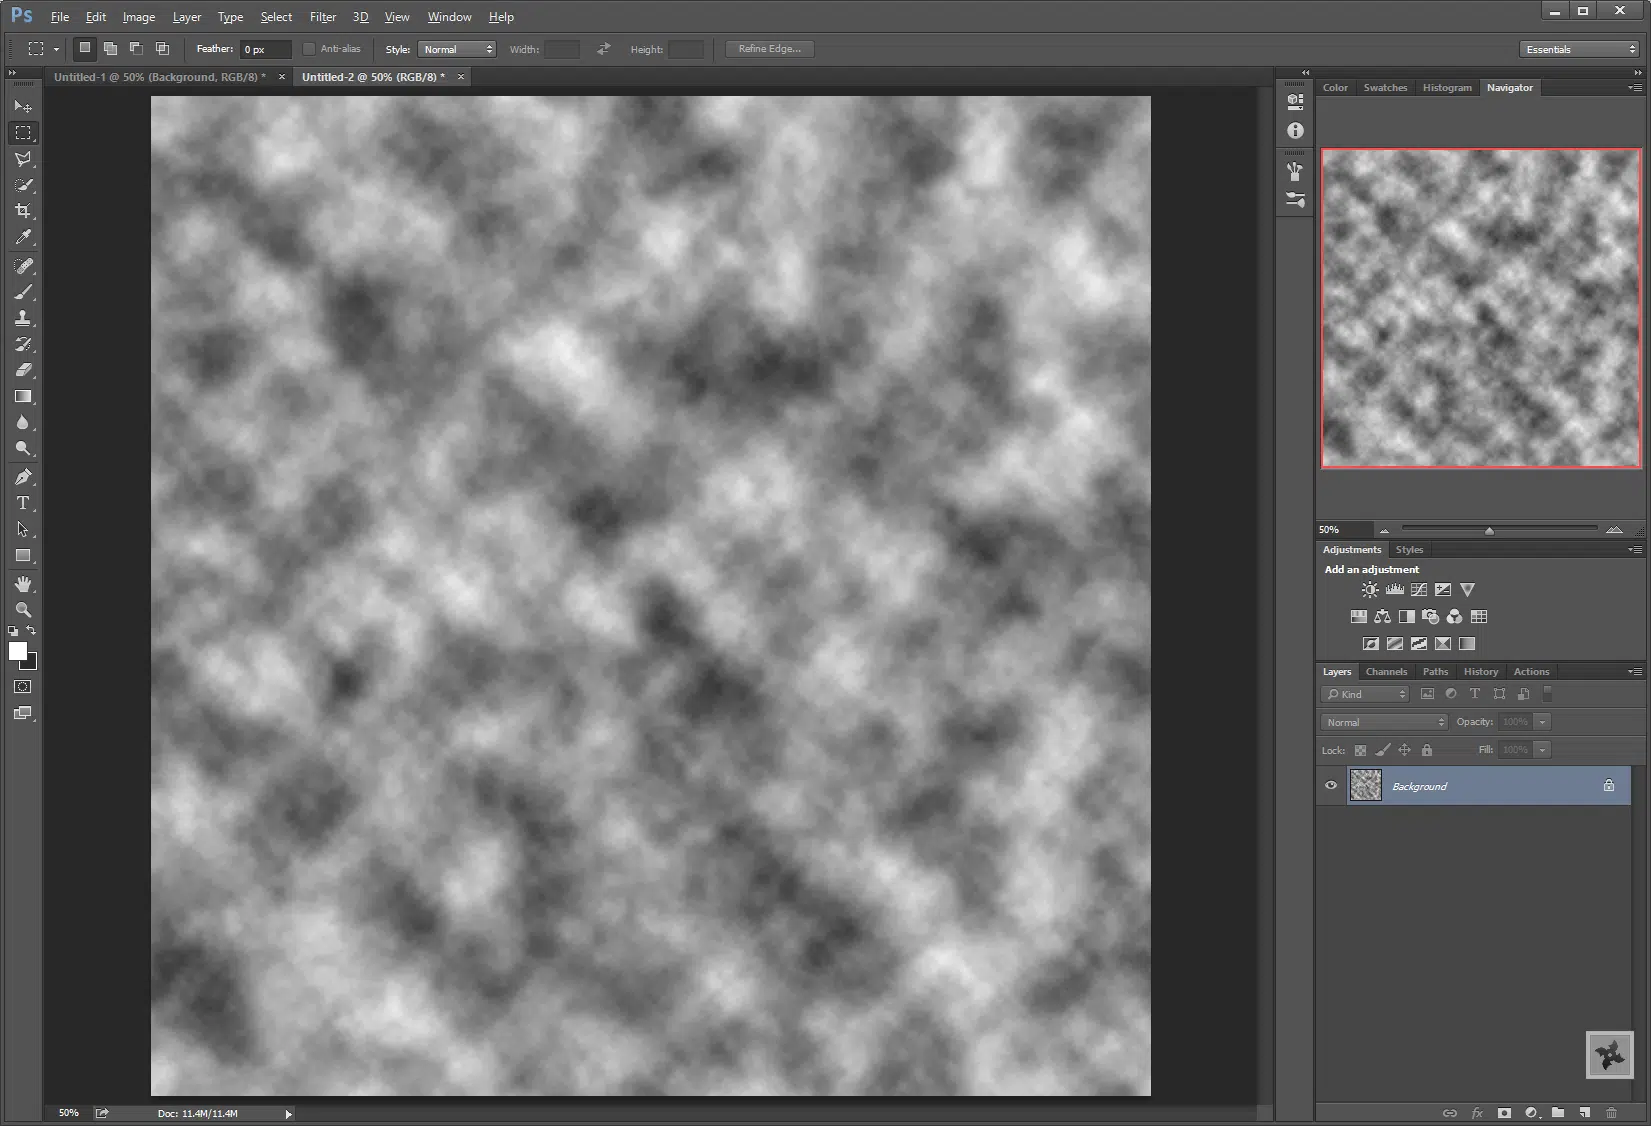 Ps File Edit Image Layer Type Select Filter 3D View Window Help
Feather: 0 px Anti-alias Style: Normal Width: Height: Refine Edge... Essentials
Untitled-1 @ 50% (Background, RGB/8) * × Untitled-2 @ 50% (RGB/8) * ×
Color Swatches Histogram Navigator
50%
Adjustments Styles
Add an adjustment
Layers Channels Paths History Actions
Kind
Normal Opacity: 100%
Lock: Fill: 100%
Background
50% Doc: 11.4M/11.4M
fx